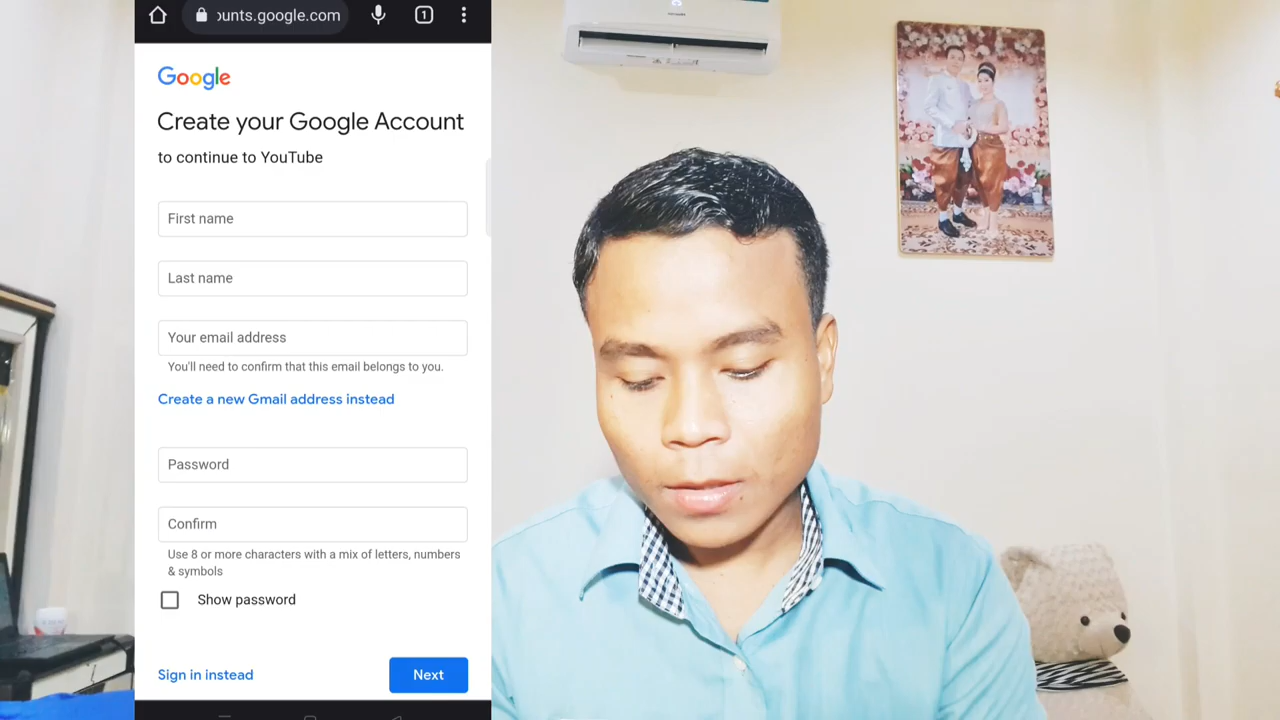 ounts.google.com
1
Google
Create your Google Account
to continue to YouTube
First name
Last name
Your email address
You'll need to confirm that this email belongs to you.
Create a new Gmail address instead
Password
Confirm
Use 8 or more characters with a mix of letters, numbers
& symbols
Show password
Sign in instead
Next